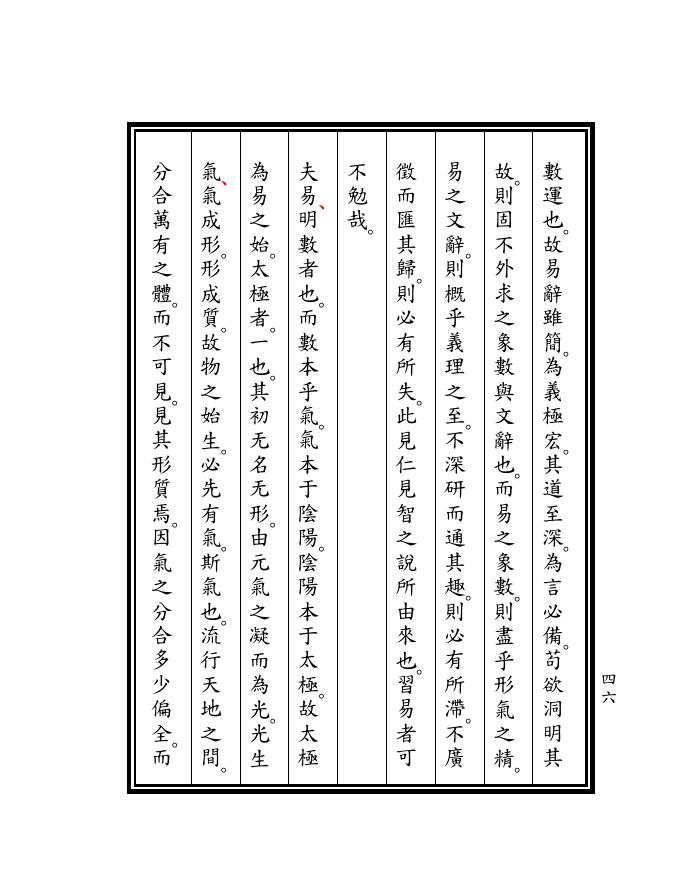 數運也。故易辭雖簡。為義極宏。其道至深。為言必備。苟欲洞明其
故。則固不外求之象數與文辭也。而易之象數。則盡乎形氣之精。
易之文辭。則概乎義理之至。不深研而通其趣。則必有所滯。不廣
徵而匯其歸。則必有所失。此見仁見智之說所由來也。習易者可
不勉哉。
夫易、明數者也。而數本乎氣。氣本于陰陽。陰陽本于太極。故太極
為易之始。太極者。一也。其初无名无形。由元氣之凝而為光。光生
氣、氣成形。形成質。故物之始生。必先有氣。斯氣也。流行天地之間。
分合萬有之體。而不可見。見其形質焉。因氣之分合多少偏全。而
四六